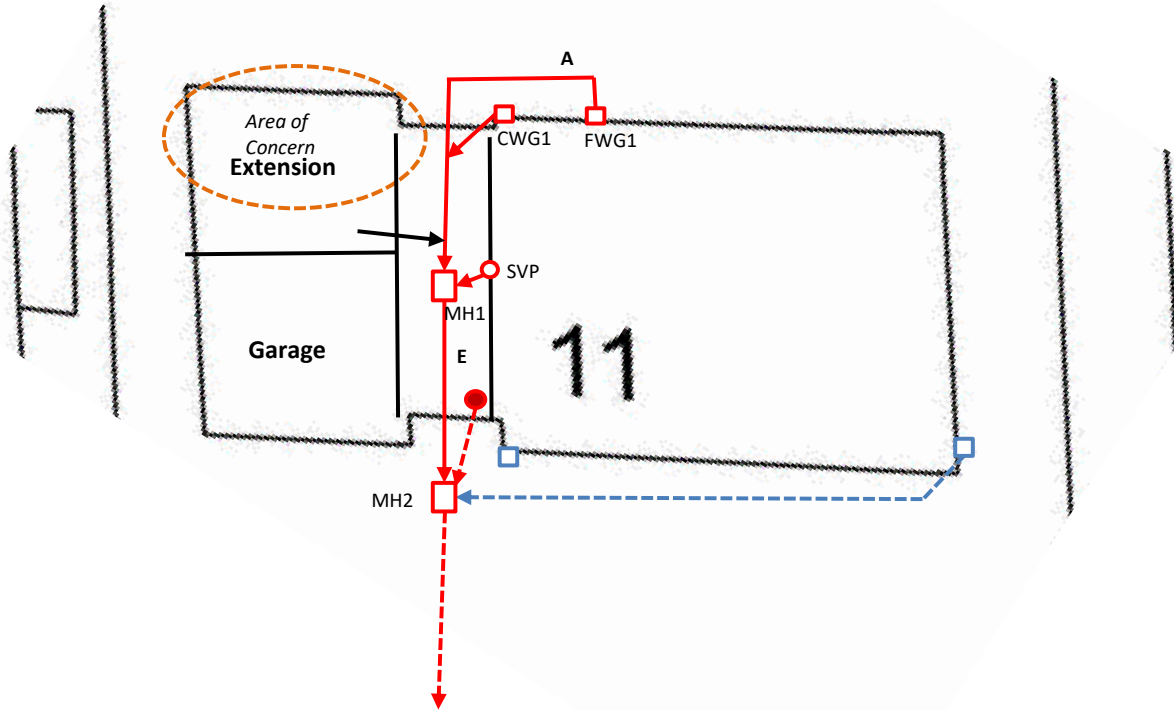 A
Area of
Concern
Extension
CWG1
FWG1
SVP
MH1
Garage
E
11
MH2